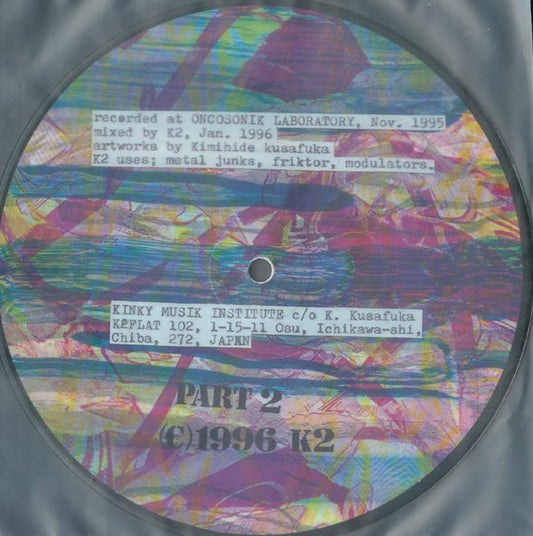 recorded at ONCOSONIK LABORATORY, Nov. 1995
mixed by K2, Jan. 1996
artworks by Kimihide kusafuka
K2 uses; metal junks, friktor, modulators.
KINKY MUSIK INSTITUTE c/o K. Kusafuka
K2FLAT 102, 1-15-11 Osu, Ichikawa-shi,
Chiba, 272, JAPAN
PART 2
(€)1996 K2